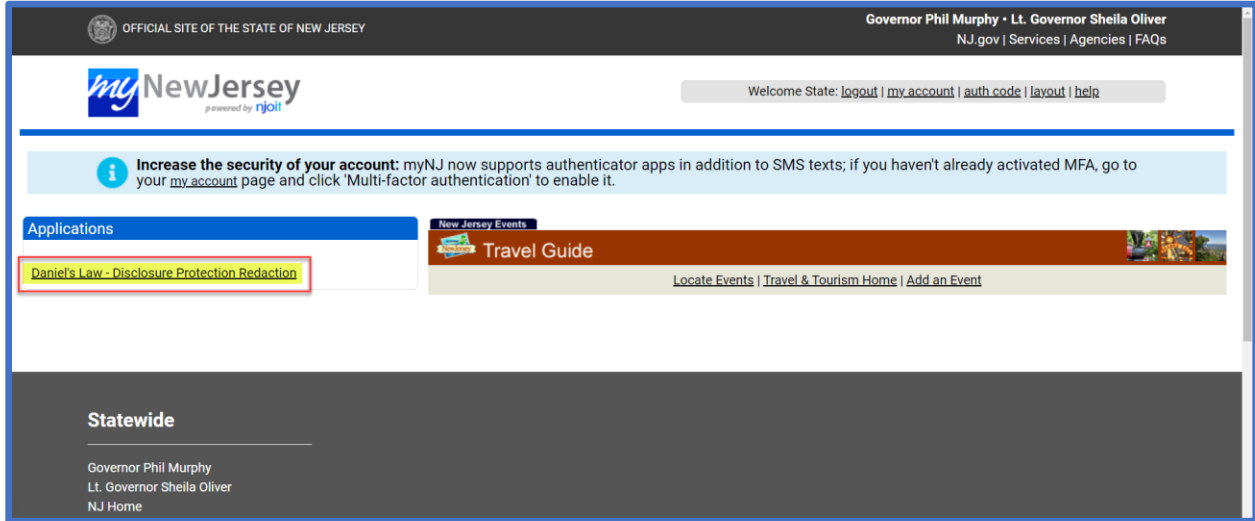 OFFICIAL SITE OF THE STATE OF NEW JERSEY
Governor Phil Murphy • Lt. Governor Sheila Oliver
NJ.gov | Services | Agencies | FAQs
my NewJersey
powered by njoit
Welcome State: logout | my account | auth code | layout | help
Increase the security of your account: myNJ now supports authenticator apps in addition to SMS texts; if you haven't already activated MFA, go to
your my account page and click 'Multi-factor authentication' to enable it.
Applications
Daniel's Law - Disclosure Protection Redaction
New Jersey Events
Travel Guide
Locate Events | Travel & Tourism Home | Add an Event
Statewide
Governor Phil Murphy
Lt. Governor Sheila Oliver
NJ Home